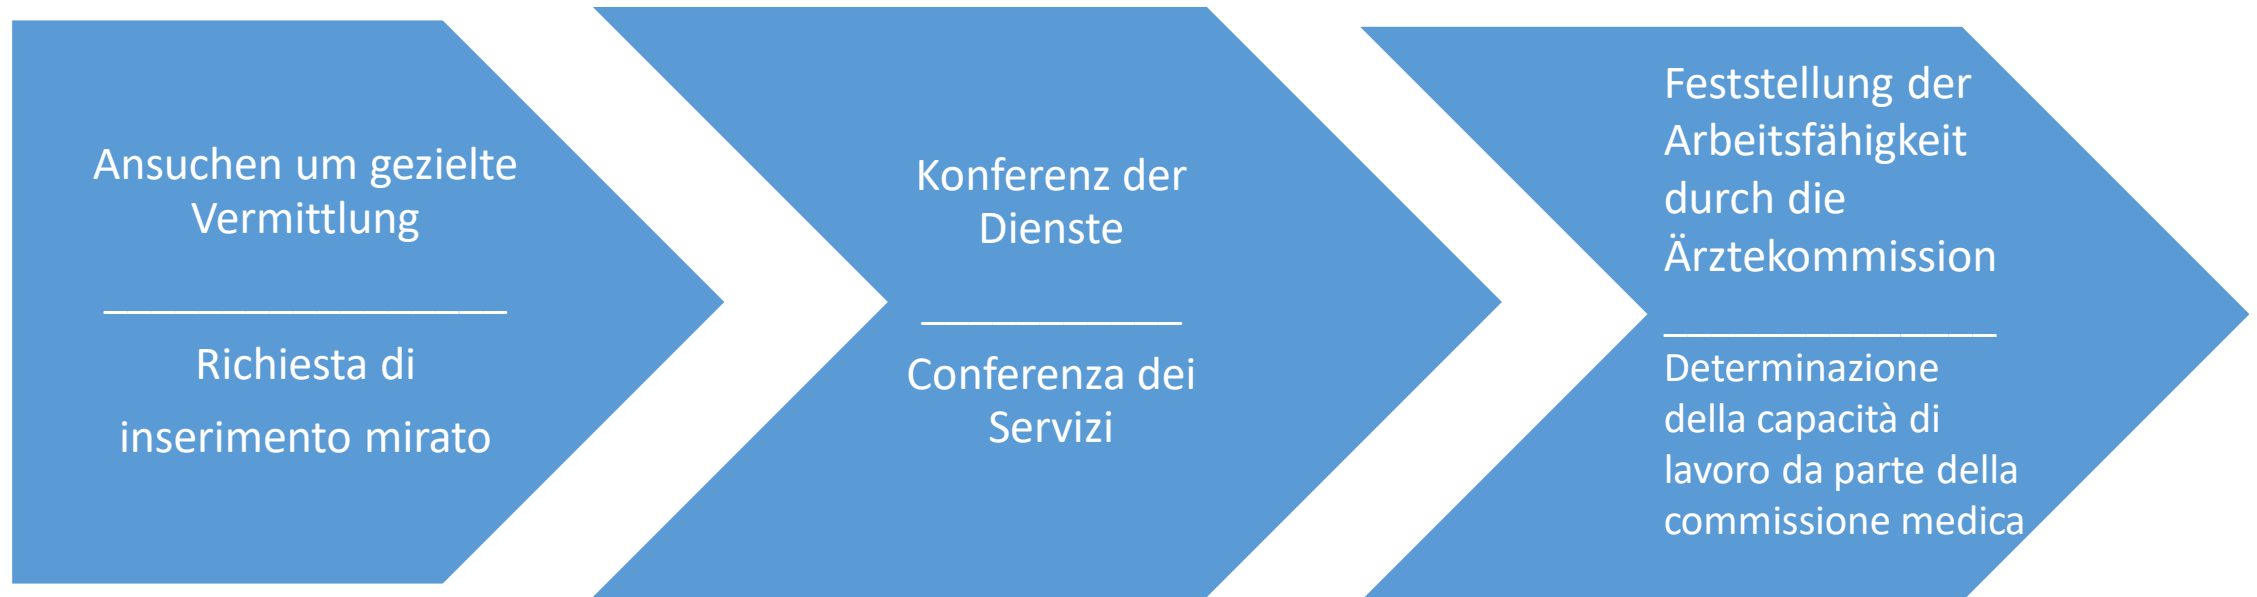 Ansuchen um gezielte
Vermittlung
Richiesta di
inserimento mirato
Konferenz der
Dienste
Conferenza dei
Servizi
Feststellung der
Arbeitsfähigkeit
durch die
Ärztekommission
Determinazione
della capacità di
lavoro da parte della
commissione medica